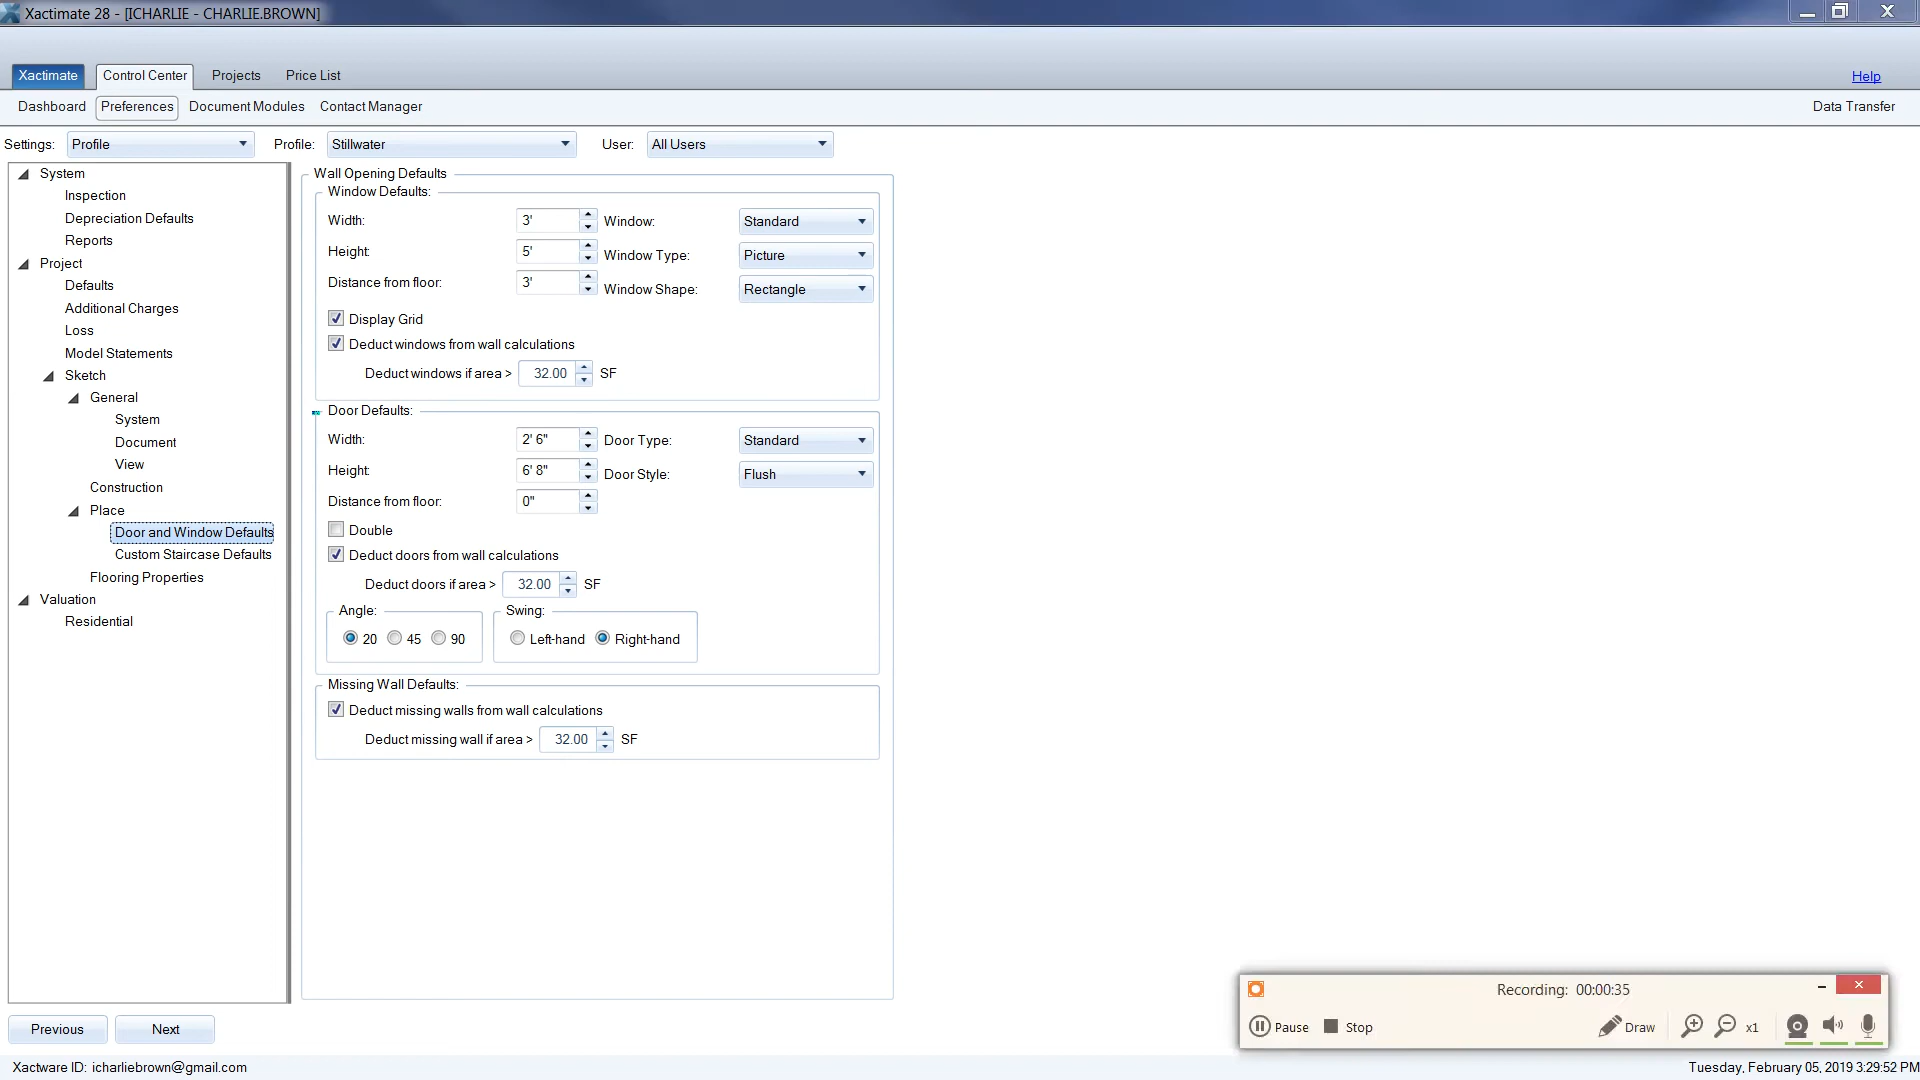 Xactimate 28 - [ICHARLIE - CHARLIE.BROWN]
Xactimate Control Center Projects Price List Help
Dashboard Preferences Document Modules Contact Manager Data Transfer
Settings: Profile Profile: Stillwater User: All Users
System
Inspection
Depreciation Defaults
Reports
Project
Defaults
Additional Charges
Loss
Model Statements
Sketch
General
System
Document
View
Construction
Place
Door and Window Defaults
Custom Staircase Defaults
Flooring Properties
Valuation
Residential
Wall Opening Defaults
Window Defaults:
Width: 3' Window: Standard
Height: 5' Window Type: Picture
Distance from floor: 3' Window Shape: Rectangle
Display Grid
Deduct windows from wall calculations
Deduct windows if area > 32.00 SF
Door Defaults:
Width: 2' 6" Door Type: Standard
Height: 6' 8" Door Style: Flush
Distance from floor: 0"
Double
Deduct doors from wall calculations
Deduct doors if area > 32.00 SF
Angle: Swing:
20 45 90 Left-hand Right-hand
Missing Wall Defaults:
Deduct missing walls from wall calculations
Deduct missing wall if area > 32.00 SF
Recording: 00:00:35
Pause Stop Draw x1
Previous Next
Xactware ID: icharliebrown@gmail.com Tuesday, February 05, 2019 3:29:52 PM